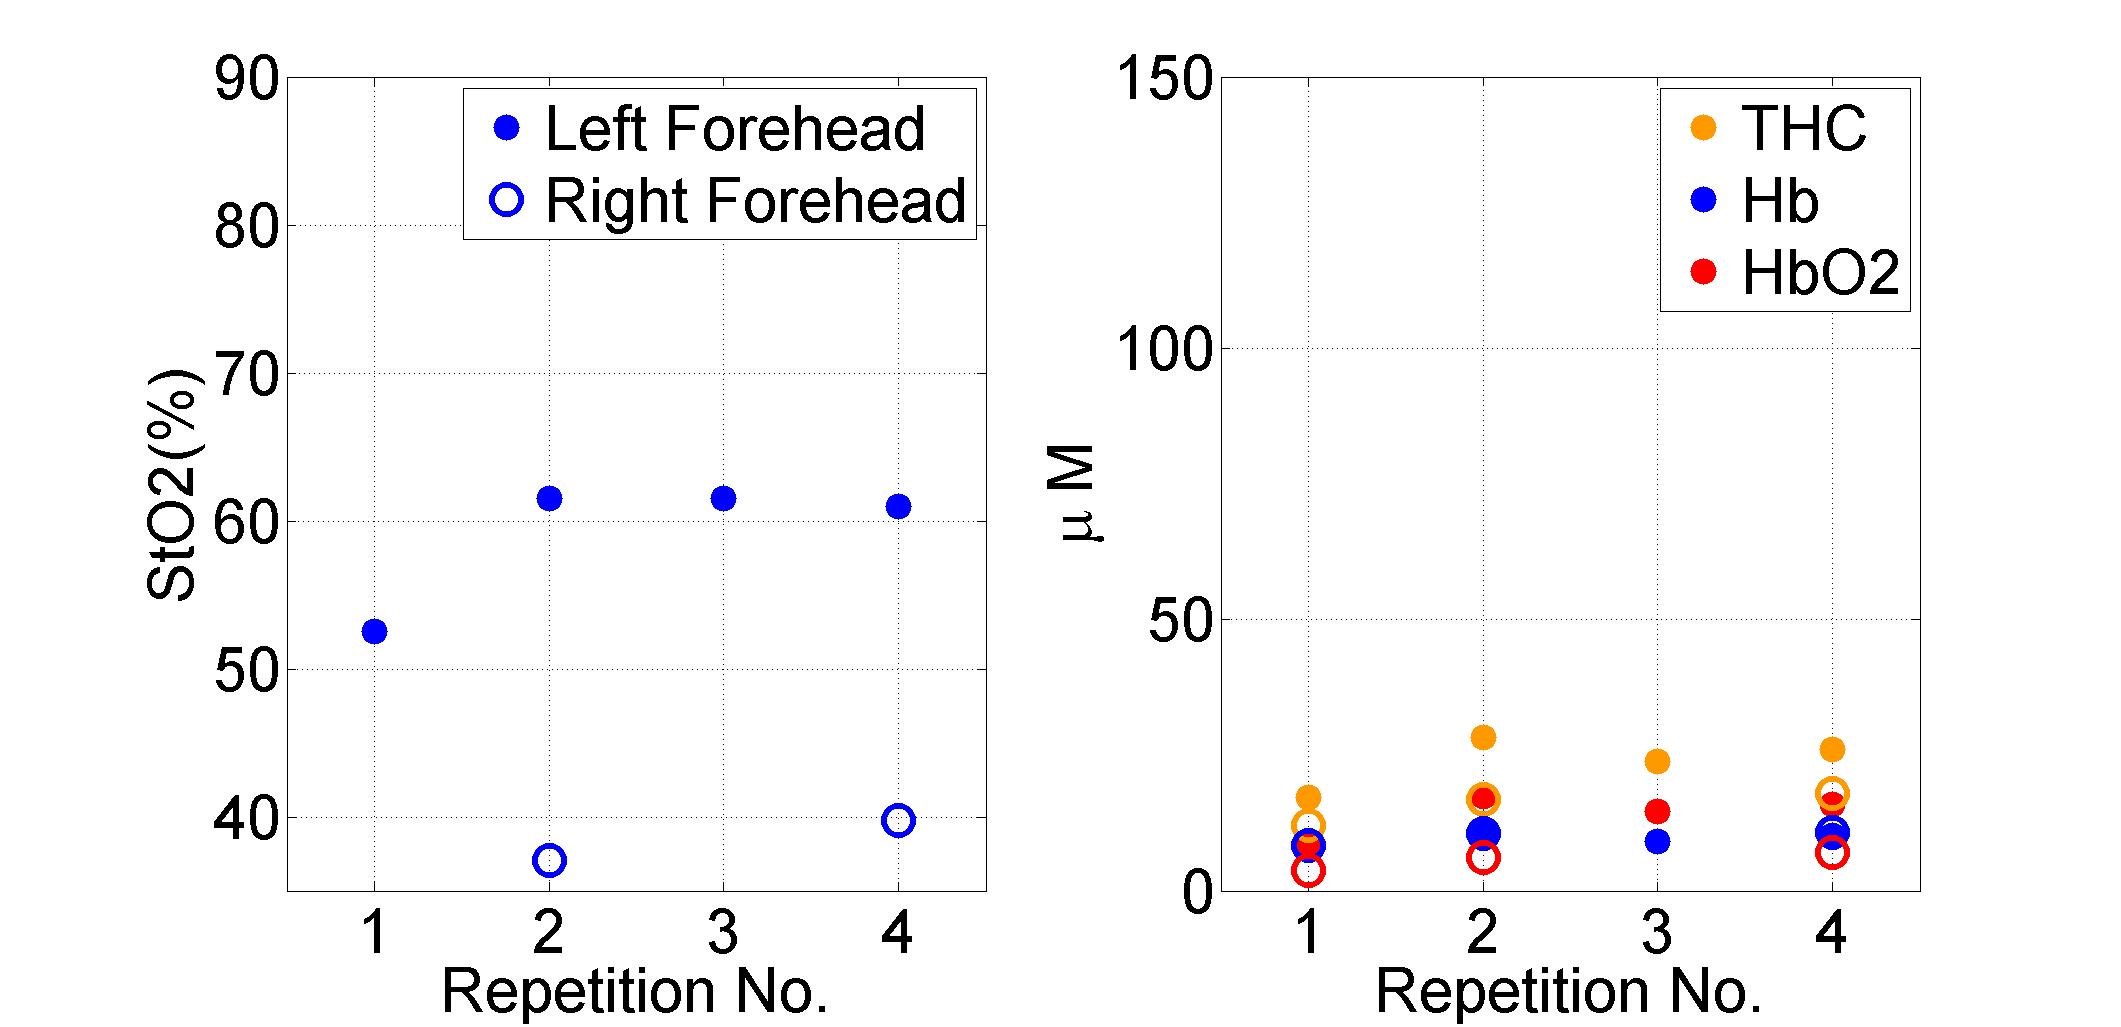 90
80
70
60
50
40
StO2(%)
Left Forehead
Right Forehead
1 2 3 4
Repetition No.
150
100
50
0
μ M
THC
Hb
HbO2
1 2 3 4
Repetition No.